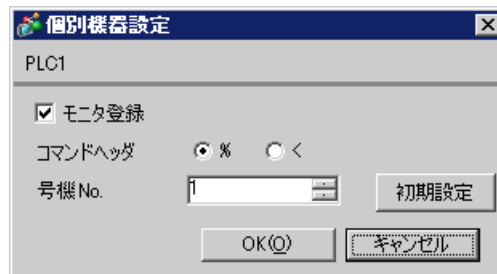 個別機器設定
PLC1
モニタ登録
コマンドヘッダ % <
号機No. 1 初期設定
OK(O) キャンセル